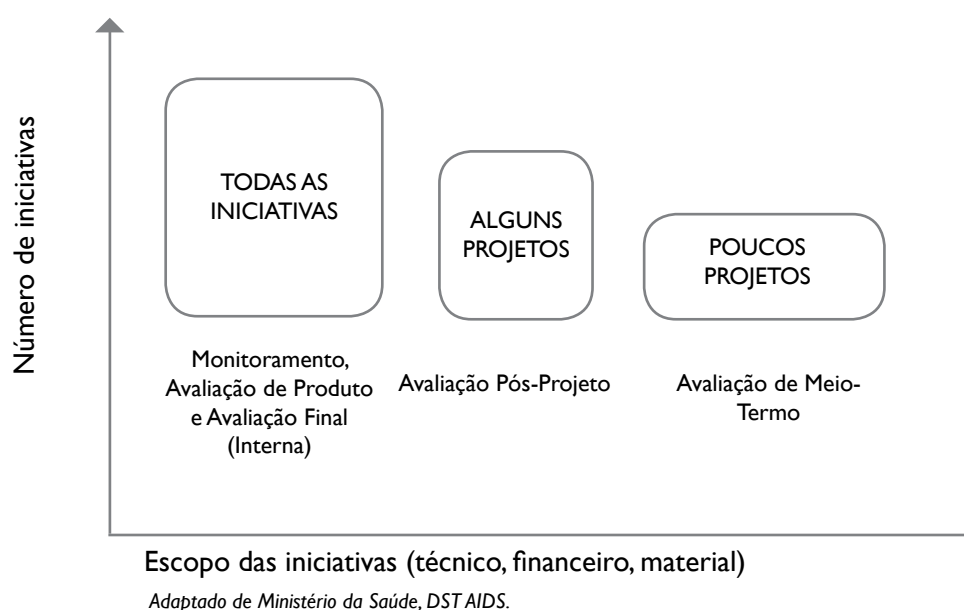 Número de iniciativas
TODAS AS
INICIATIVAS
ALGUNS
PROJETOS
POUCOS
PROJETOS
Monitoramento,
Avaliação de Produto
e Avaliação Final
(Interna)
Avaliação Pós-Projeto
Avaliação de Meio-
Termo
Escopo das iniciativas (técnico, financeiro, material)
Adaptado de Ministério da Saúde, DST AIDS.